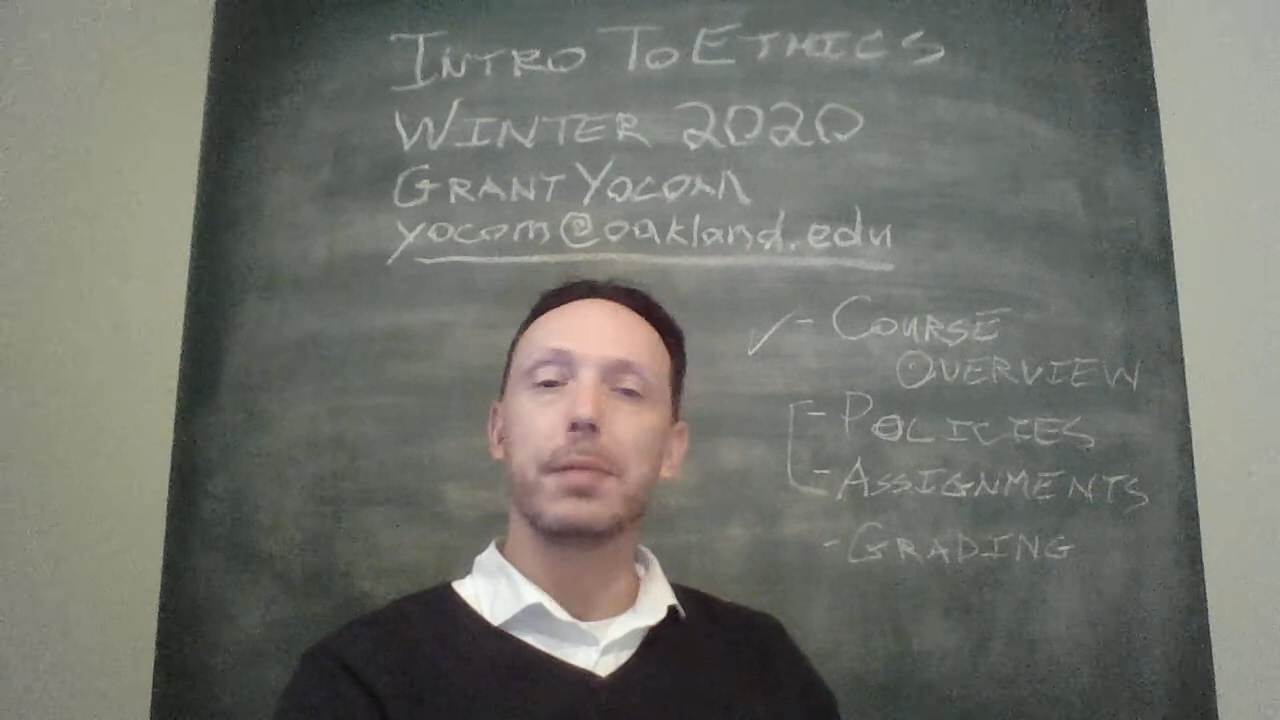 INTRO TO ETHICS
WINTER 2020
GRANT YOCOM
yocom@oakland.edu
✓ - COURSE
OVERVIEW
- POLICIES
- ASSIGNMENTS
- GRADING